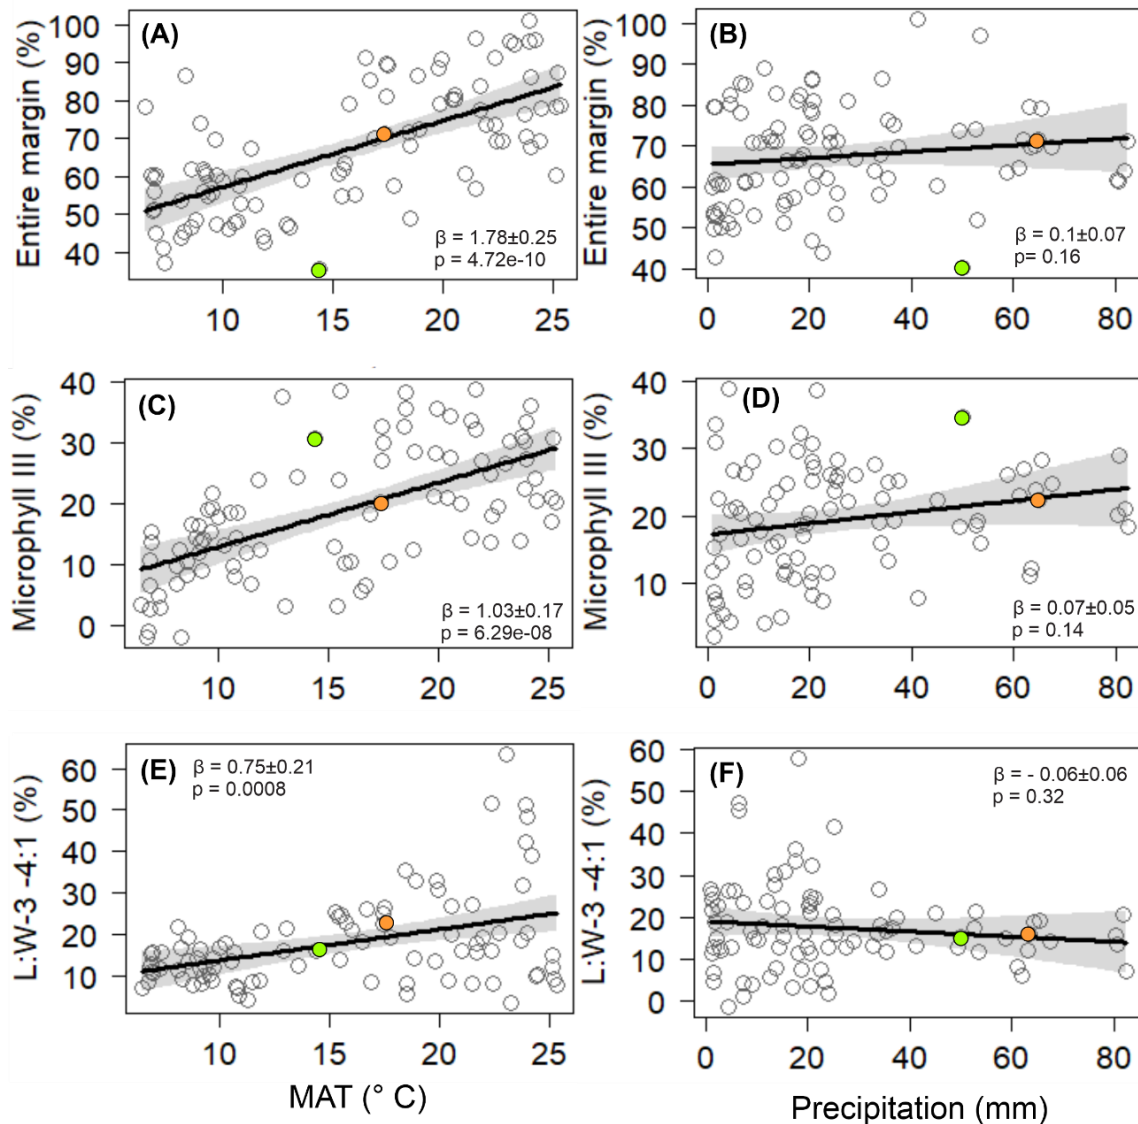 (A)
Entire margin (%)
100
90
80
70
60
50
40
β = 1.78±0.25
p = 4.72e-10
10 15 20 25
(B)
Entire margin (%)
100
90
80
70
60
50
40
β = 0.1±0.07
p= 0.16
0 20 40 60 80
(C)
Microphyll III (%)
40
30
20
10
0
β = 1.03±0.17
p = 6.29e-08
10 15 20 25
(D)
Microphyll III (%)
40
30
20
10
β = 0.07±0.05
p = 0.14
0 20 40 60 80
(E)
β = 0.75±0.21
p = 0.0008
L:W-3 -4:1 (%)
60
50
40
30
20
10
10 15 20 25
MAT (° C)
(F)
β = - 0.06±0.06
p = 0.32
L:W-3 -4:1 (%)
60
50
40
30
20
10
0
0 20 40 60 80
Precipitation (mm)